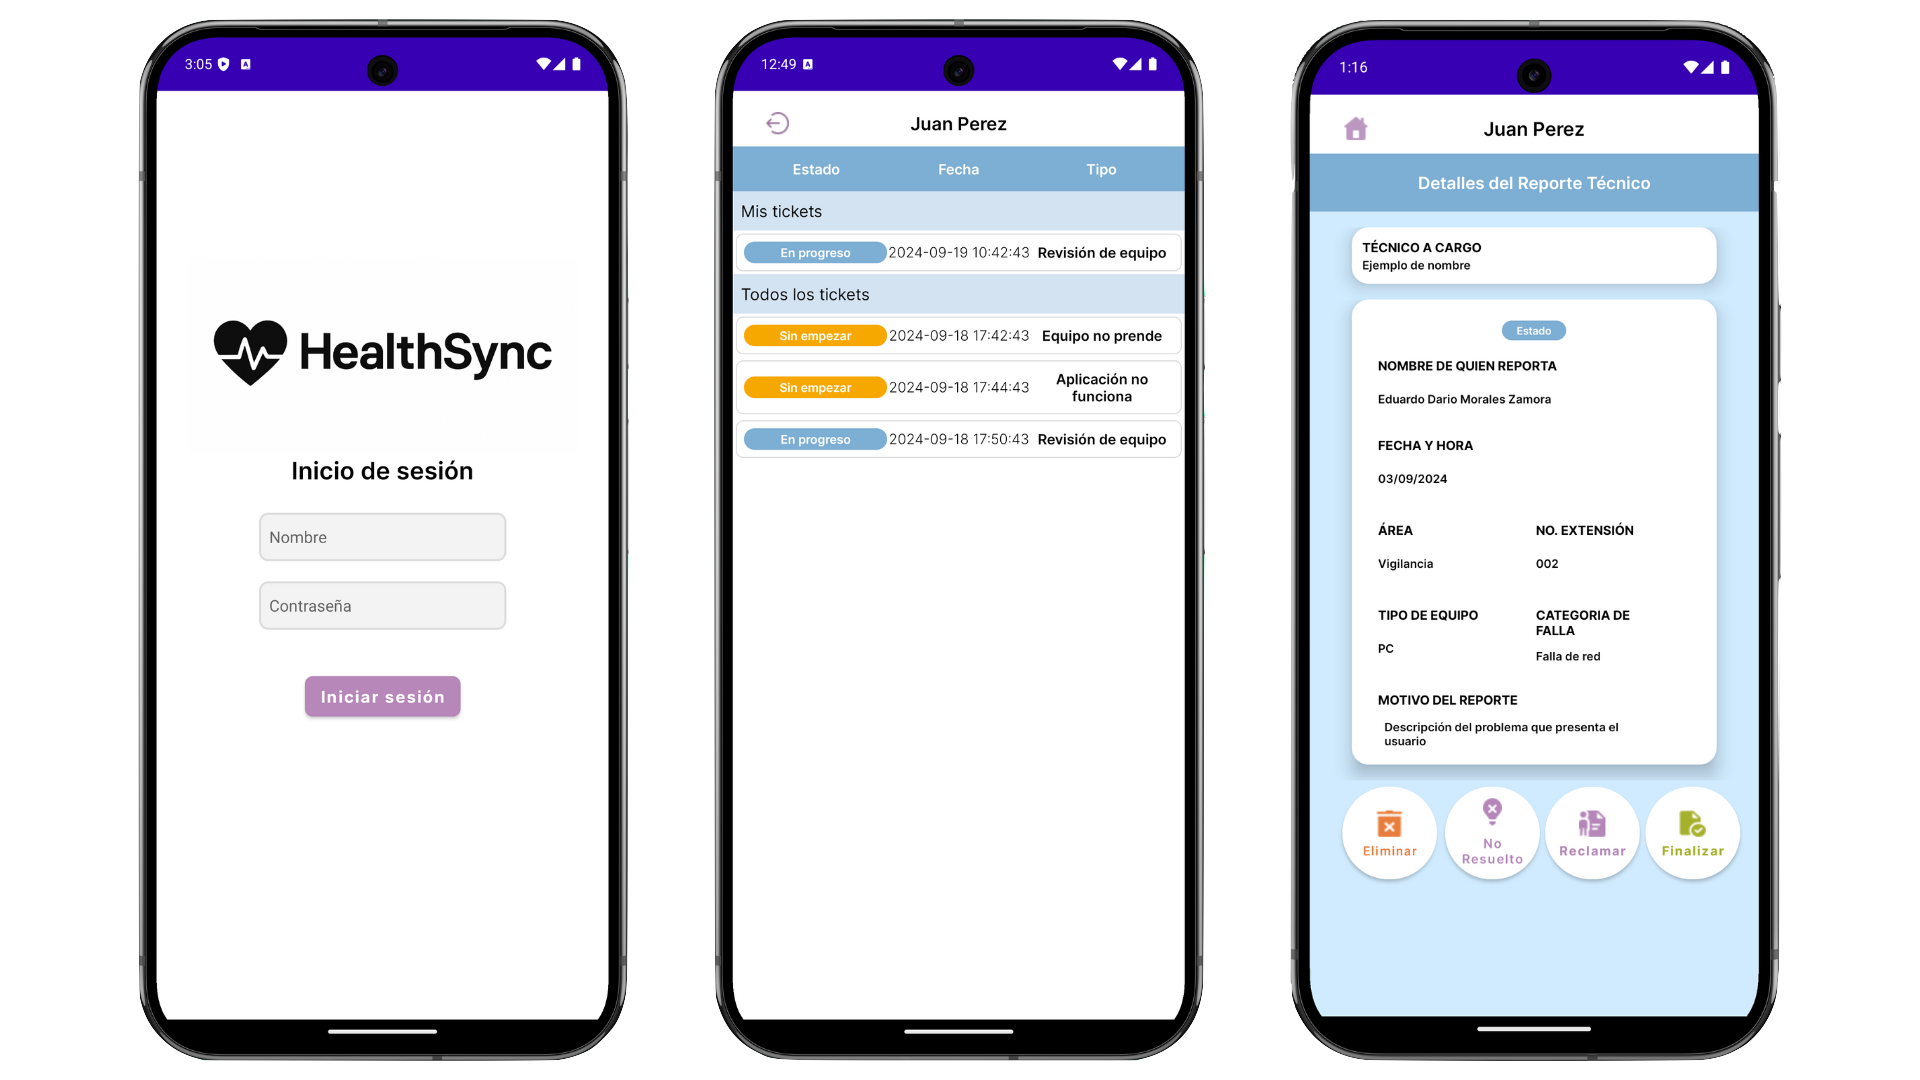 3:05
HealthSync
Inicio de sesión
Nombre
Contraseña
Iniciar sesión
12:49
Juan Perez
Estado Fecha Tipo
Mis tickets
En progreso 2024-09-19 10:42:43 Revisión de equipo
Todos los tickets
Sin empezar 2024-09-18 17:42:43 Equipo no prende
Sin empezar 2024-09-18 17:44:43 Aplicación no
funciona
En progreso 2024-09-18 17:50:43 Revisión de equipo
1:16
Juan Perez
Detalles del Reporte Técnico
TÉCNICO A CARGO
Ejemplo de nombre
Estado
NOMBRE DE QUIEN REPORTA
Eduardo Dario Morales Zamora
FECHA Y HORA
03/09/2024
ÁREA NO. EXTENSIÓN
Vigilancia 002
TIPO DE EQUIPO CATEGORIA DE
FALLA
PC
Falla de red
MOTIVO DEL REPORTE
Descripción del problema que presenta el
usuario
Eliminar
No
Resuelto
Reclamar
Finalizar